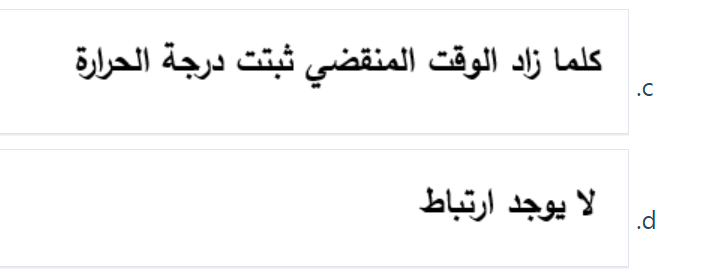 .c كلما زاد الوقت المنقضي ثبتت درجة الحرارة
.d لا يوجد ارتباط